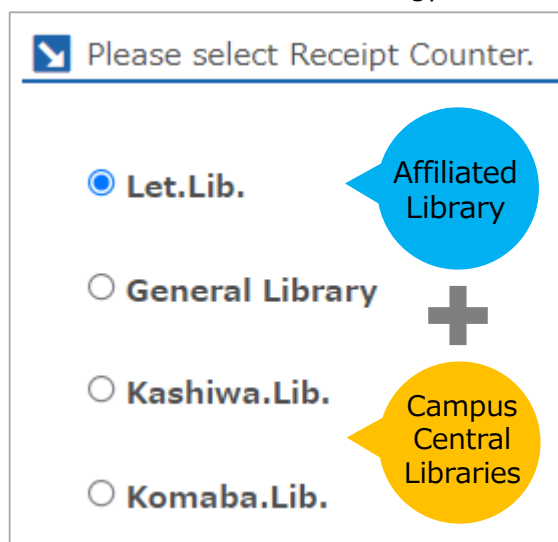 Please select Receipt Counter.
Let.Lib.
Affiliated
Library
General Library
Kashiwa.Lib.
Campus
Central
Libraries
Komaba.Lib.